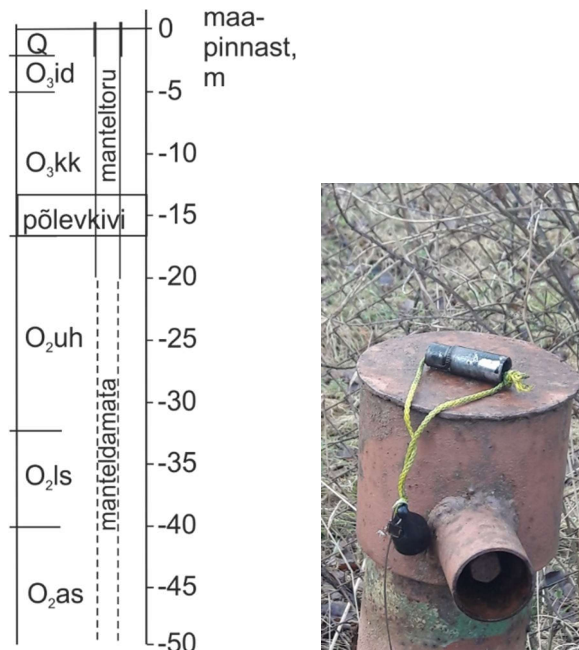 maa-
pinnast,
m
0
-5
-10
-15
-20
-25
-30
-35
-40
-45
-50
Q
O₃id
O₃kk
põlevkivi
O₂uh
O₂ls
O₂as
manteltoru
manteldamata